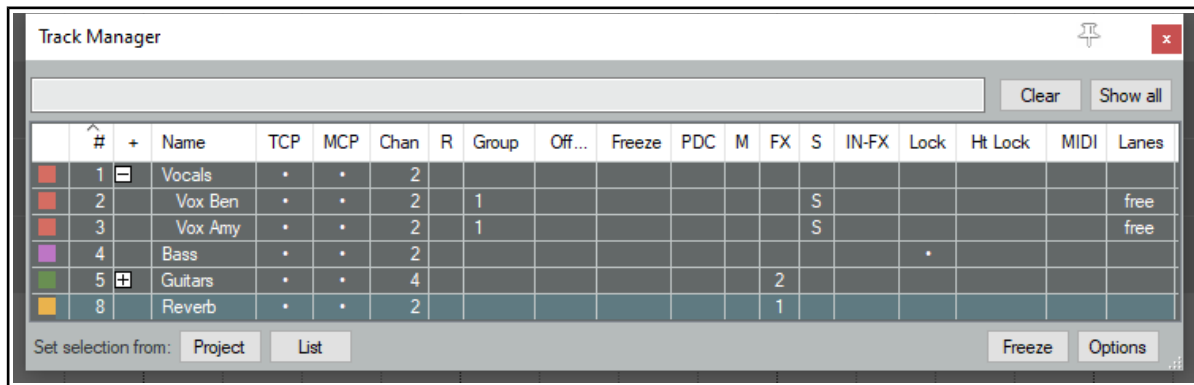 Track Manager
x
Clear Show all
# + Name TCP MCP Chan R Group Off... Freeze PDC M FX S IN-FX Lock Ht Lock MIDI Lanes
1 Vocals • • 2
2 Vox Ben • • 2 1 S free
3 Vox Amy • • 2 1 S free
4 Bass • • 2 •
5 Guitars • • 4 2
8 Reverb • • 2 1
Set selection from: Project List Freeze Options